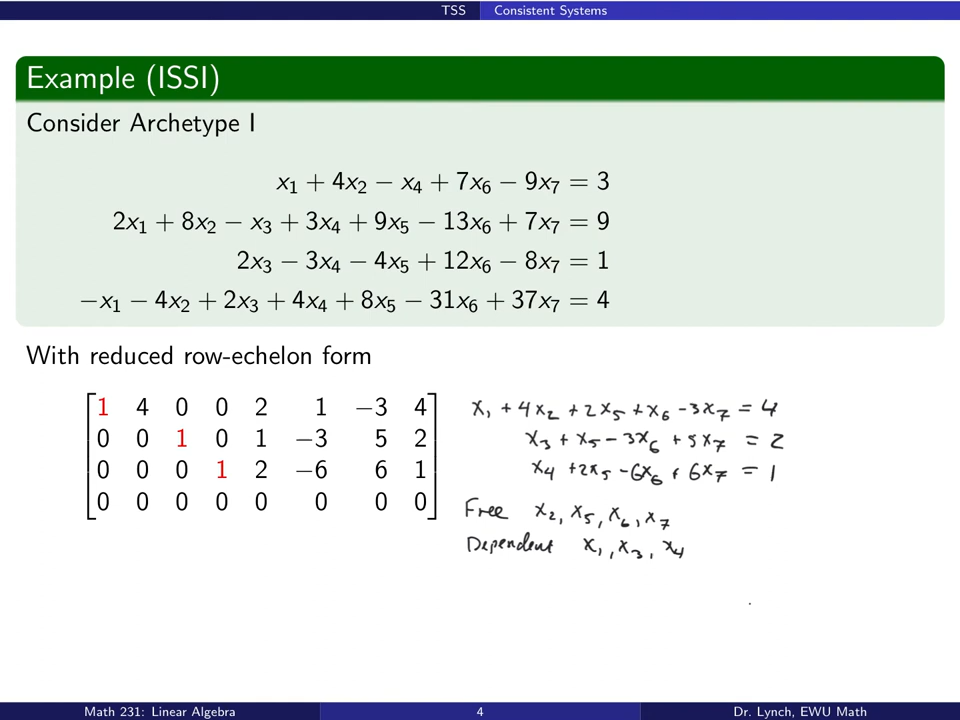 TSS Consistent Systems
Example (ISSI)
Consider Archetype I
x₁ + 4x₂ − x₄ + 7x₆ − 9x₇ = 3
2x₁ + 8x₂ − x₃ + 3x₄ + 9x₅ − 13x₆ + 7x₇ = 9
2x₃ − 3x₄ − 4x₅ + 12x₆ − 8x₇ = 1
−x₁ − 4x₂ + 2x₃ + 4x₄ + 8x₅ − 31x₆ + 37x₇ = 4
With reduced row-echelon form
1 4 0 0 2 1 −3 4
0 0 1 0 1 −3 5 2
0 0 0 1 2 −6 6 1
0 0 0 0 0 0 0 0
x₁ + 4x₂ + 2x₅ + x₆ - 3x₇ = 4
x₃ + x₅ - 3x₆ + 5x₇ = 2
x₄ + 2x₅ - 6x₆ + 6x₇ = 1
Free x₂, x₅, x₆, x₇
Dependent x₁, x₃, x₄
Math 231: Linear Algebra 4 Dr. Lynch, EWU Math